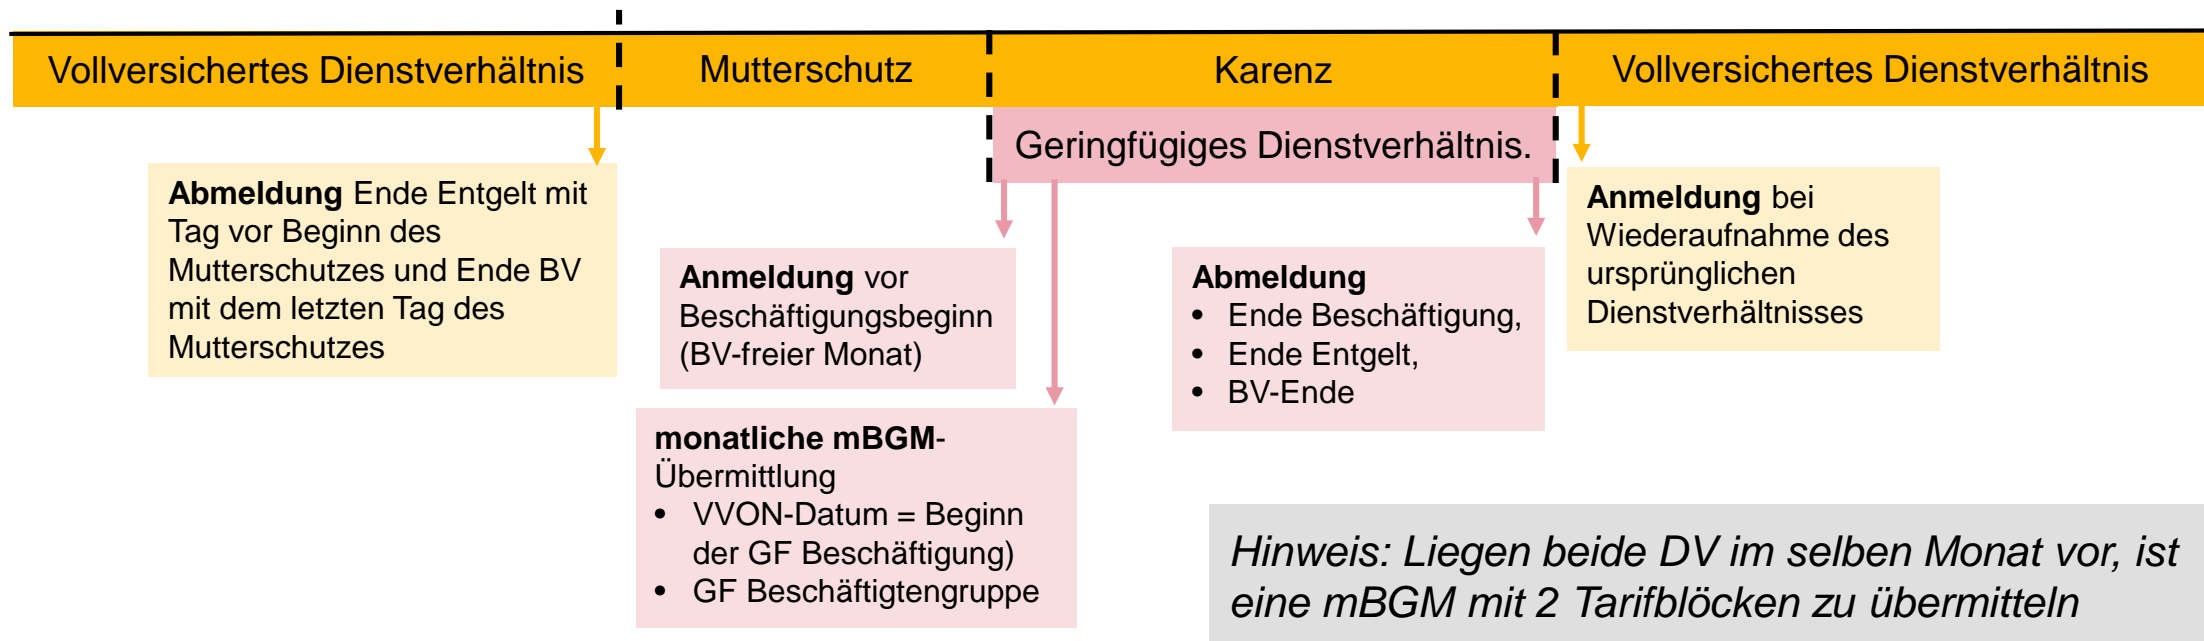 Vollversichertes Dienstverhältnis
Mutterschutz
Karenz
Vollversichertes Dienstverhältnis
Geringfügiges Dienstverhältnis.
Abmeldung Ende Entgelt mit
Tag vor Beginn des
Mutterschutzes und Ende BV
mit dem letzten Tag des
Mutterschutzes
Anmeldung vor
Beschäftigungsbeginn
(BV-freier Monat)
monatliche mBGM-
Übermittlung
• VVON-Datum = Beginn
der GF Beschäftigung)
• GF Beschäftigtengruppe
Abmeldung
• Ende Beschäftigung,
• Ende Entgelt,
• BV-Ende
Anmeldung bei
Wiederaufnahme des
ursprünglichen
Dienstverhältnisses
Hinweis: Liegen beide DV im selben Monat vor, ist
eine mBGM mit 2 Tarifblöcken zu übermitteln